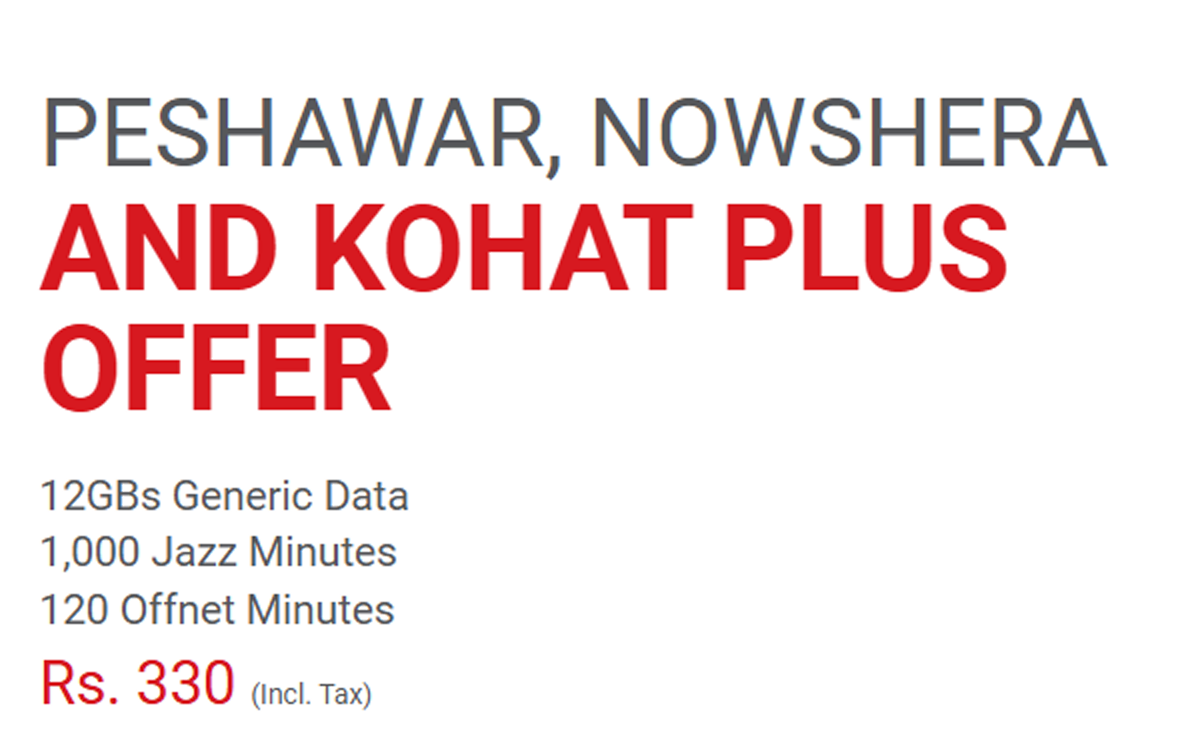 PESHAWAR, NOWSHERA
AND KOHAT PLUS
OFFER
12GBs Generic Data
1,000 Jazz Minutes
120 Offnet Minutes
Rs. 330 (Incl. Tax)